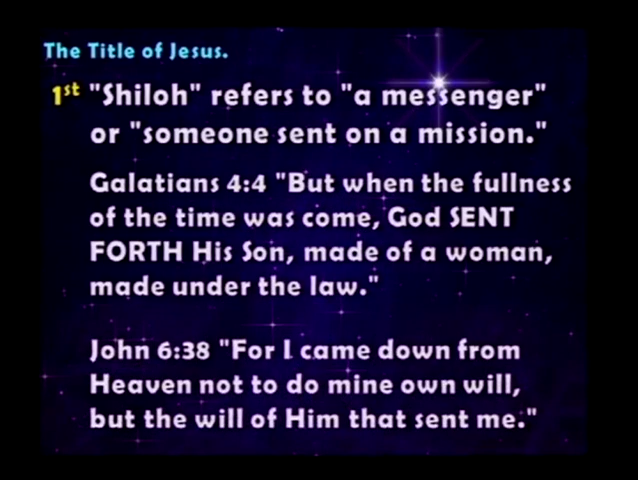 The Title of Jesus.
1st "Shiloh" refers to "a messenger"
or "someone sent on a mission."
Galatians 4:4 "But when the fullness
of the time was come, God SENT
FORTH His Son, made of a woman,
made under the law."
John 6:38 "For I came down from
Heaven not to do mine own will,
but the will of Him that sent me."